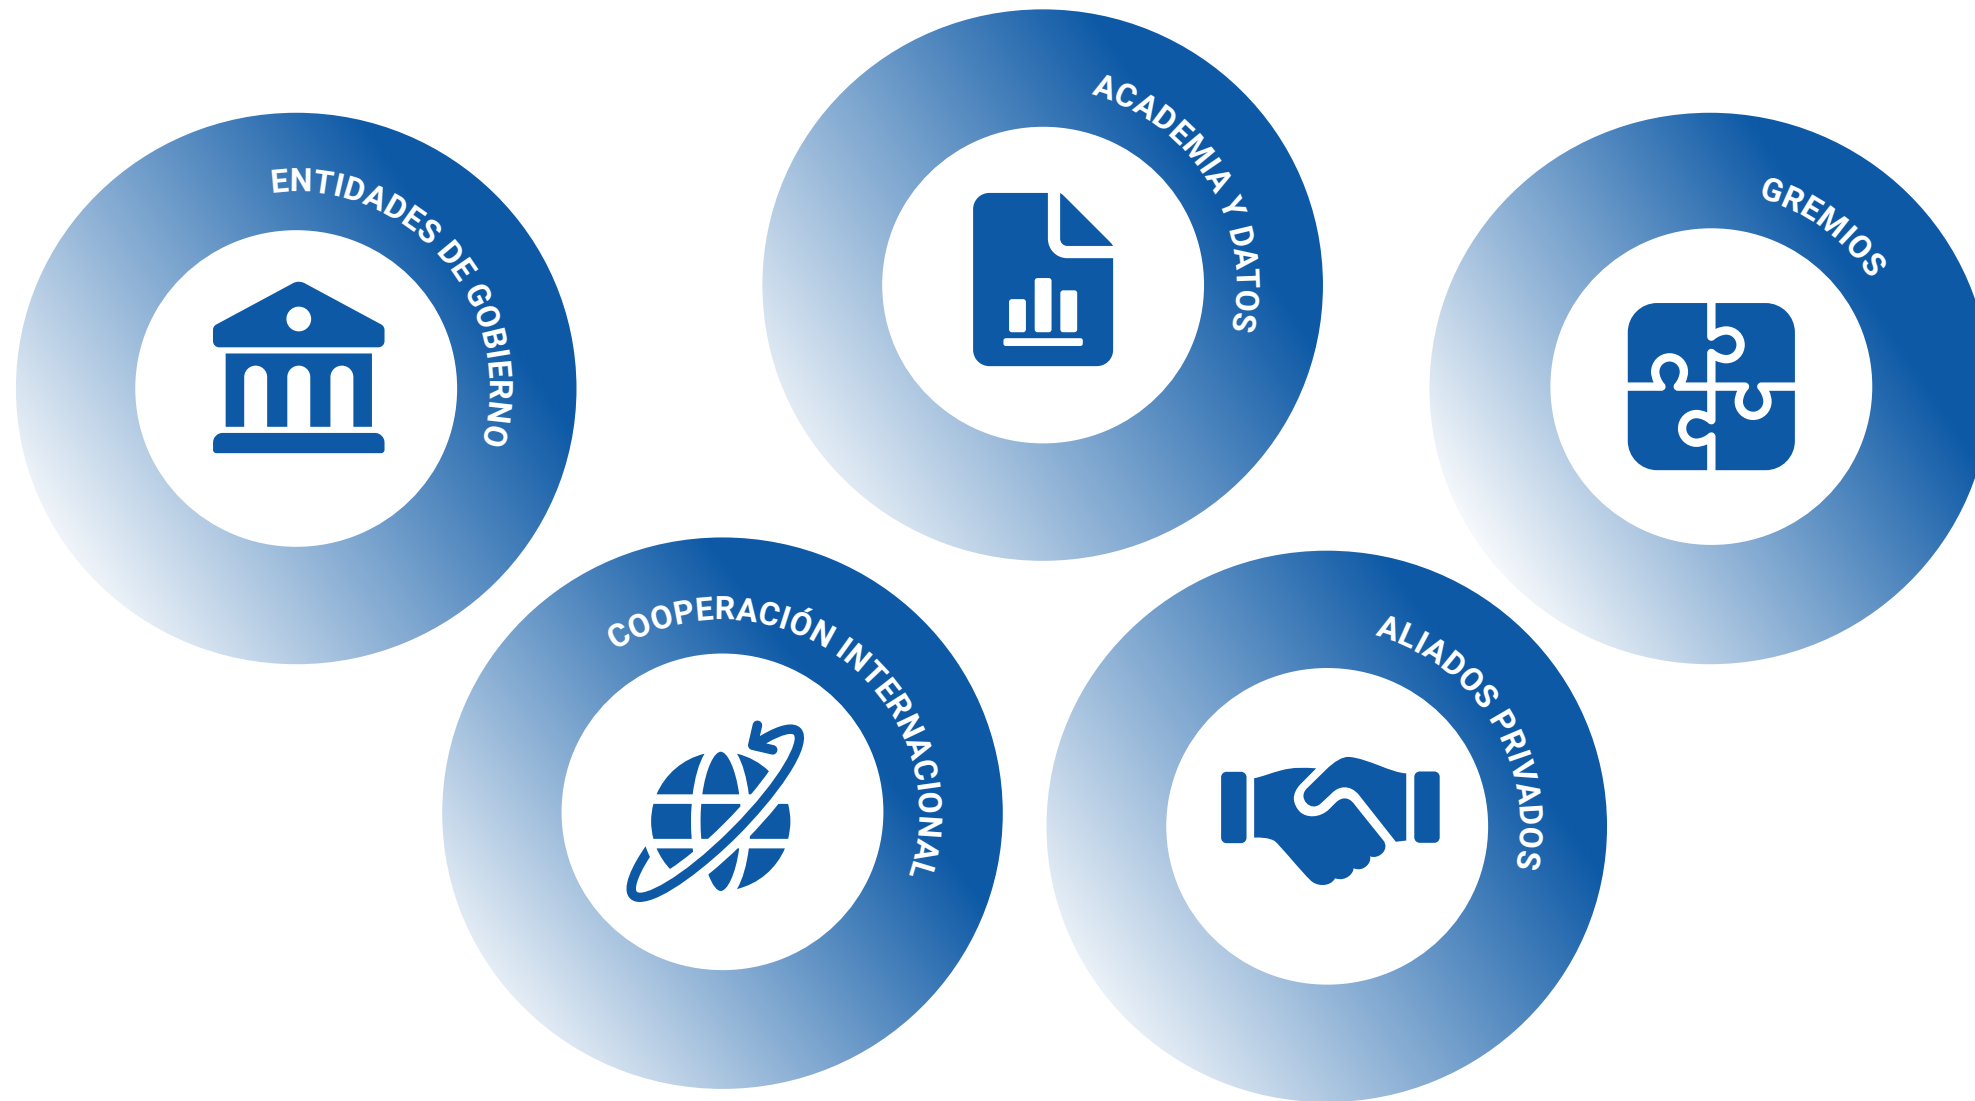 ENTIDADES DE GOBIERNO
ACADEMIA Y DATOS
GREMIOS
COOPERACIÓN INTERNACIONAL
ALIADOS PRIVADOS